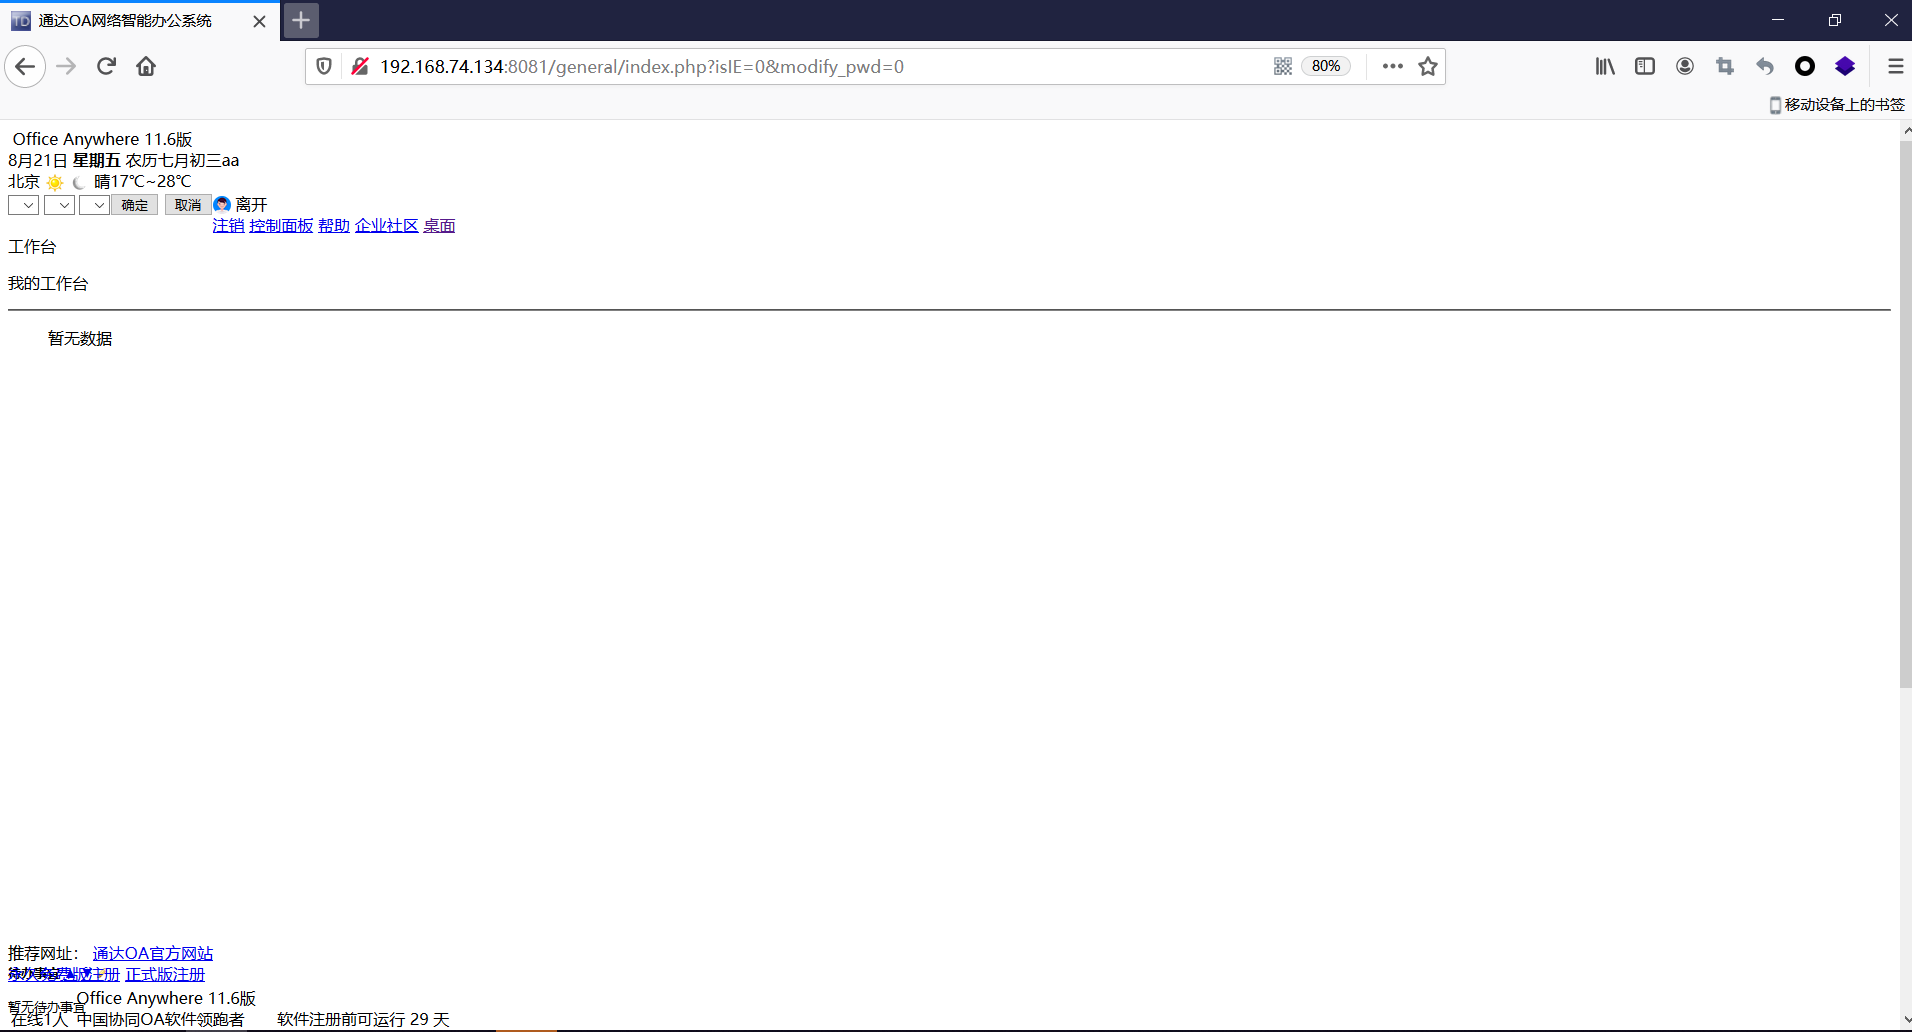 通达OA网络智能办公系统
192.168.74.134:8081/general/index.php?isIE=0&modify_pwd=0
80%
移动设备上的书签
Office Anywhere 11.6版
8月21日 星期五 农历七月初三aa
北京 晴17℃~28℃
确定 取消 离开
注销 控制面板 帮助 企业社区 桌面
工作台
我的工作台
暂无数据
推荐网址： 通达OA官方网站
版注册 正式版注册
Office Anywhere 11.6版
暂无待办事宜
在线1人 中国协同OA软件领跑者 软件注册前可运行 29 天